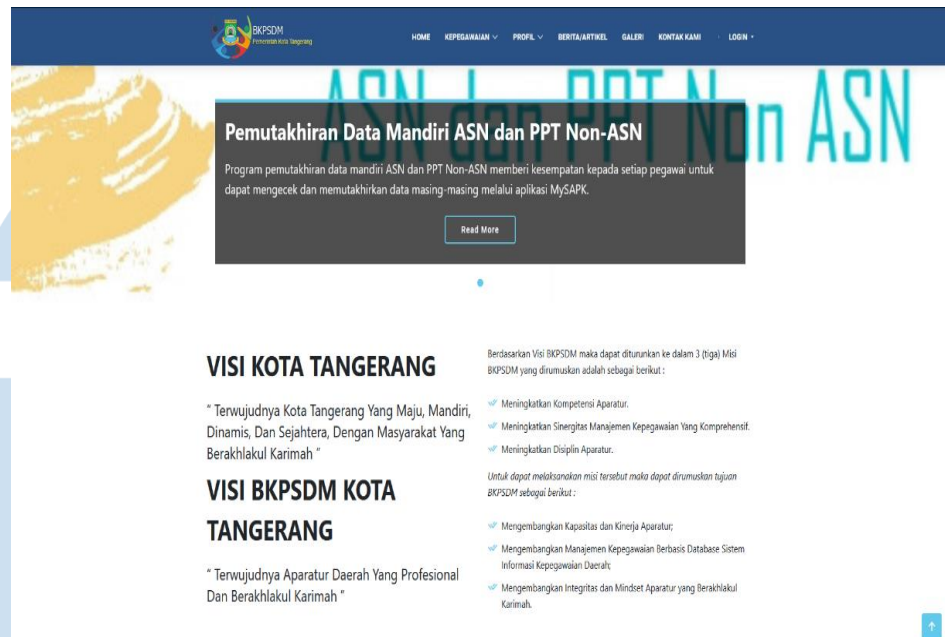 BKPSDM
Pemerintah Kota Tangerang
HOME KEPEGAWAIAN PROFIL BERITA/ARTIKEL GALERI KONTAK KAMI LOGIN
ASN dan PPT Non ASN
Pemutakhiran Data Mandiri ASN dan PPT Non-ASN
Program pemutakhiran data mandiri ASN dan PPT Non-ASN memberi kesempatan kepada setiap pegawai untuk
dapat mengecek dan memutakhirkan data masing-masing melalui aplikasi MySAPK.
Read More
VISI KOTA TANGERANG
" Terwujudnya Kota Tangerang Yang Maju, Mandiri,
Dinamis, Dan Sejahtera, Dengan Masyarakat Yang
Berakhlakul Karimah "
VISI BKPSDM KOTA
TANGERANG
" Terwujudnya Aparatur Daerah Yang Profesional
Dan Berakhlakul Karimah "
Berdasarkan Visi BKPSDM maka dapat diturunkan ke dalam 3 (tiga) Misi
BKPSDM yang dirumuskan adalah sebagai berikut :
Meningkatkan Kompetensi Aparatur.
Meningkatkan Sinergitas Manajemen Kepegawaian Yang Komprehensif.
Meningkatkan Disiplin Aparatur.
Untuk dapat melaksanakan misi tersebut maka dapat dirumuskan tujuan
BKPSDM sebagai berikut :
Mengembangkan Kapasitas dan Kinerja Aparatur;
Mengembangkan Manajemen Kepegawaian Berbasis Database Sistem
Informasi Kepegawaian Daerah;
Mengembangkan Integritas dan Mindset Aparatur yang Berakhlakul
Karimah.